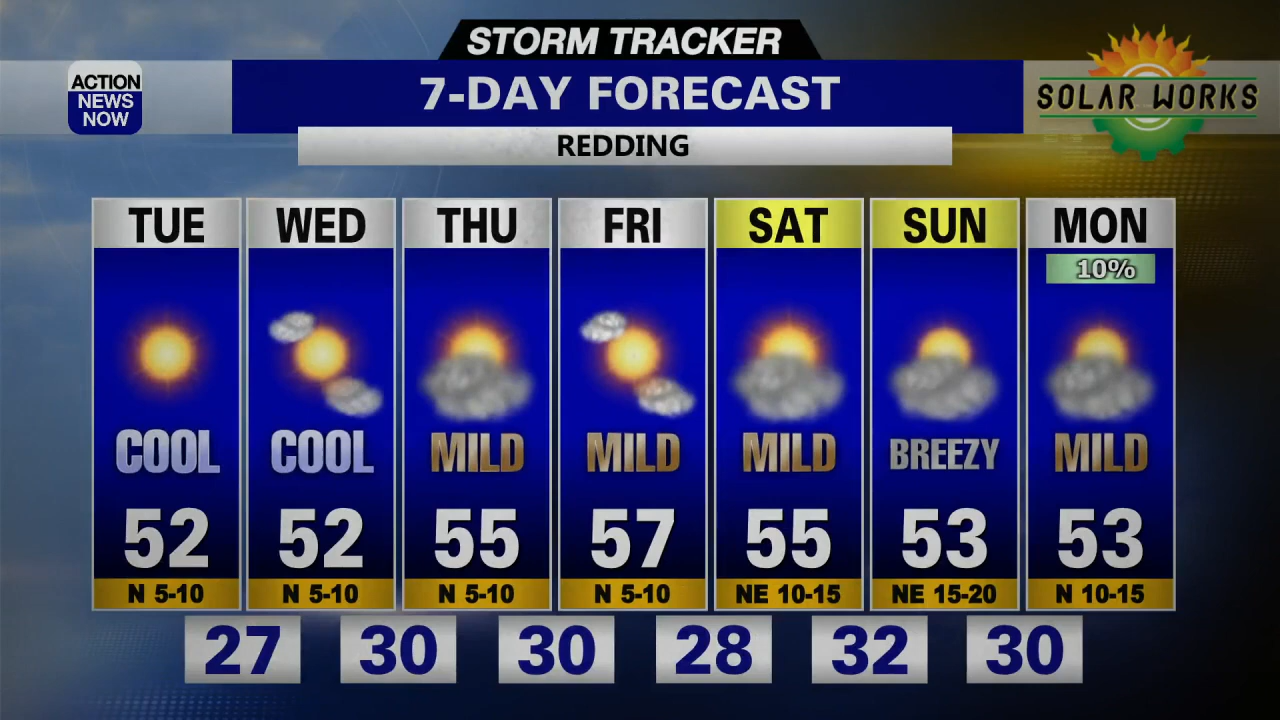 STORM TRACKER
ACTION
NEWS
NOW
7-DAY FORECAST
SOLAR WORKS
REDDING
TUE WED THU FRI SAT SUN MON
10%
COOL COOL MILD MILD MILD BREEZY MILD
52 52 55 57 55 53 53
N 5-10 N 5-10 N 5-10 N 5-10 NE 10-15 NE 15-20 N 10-15
27 30 30 28 32 30